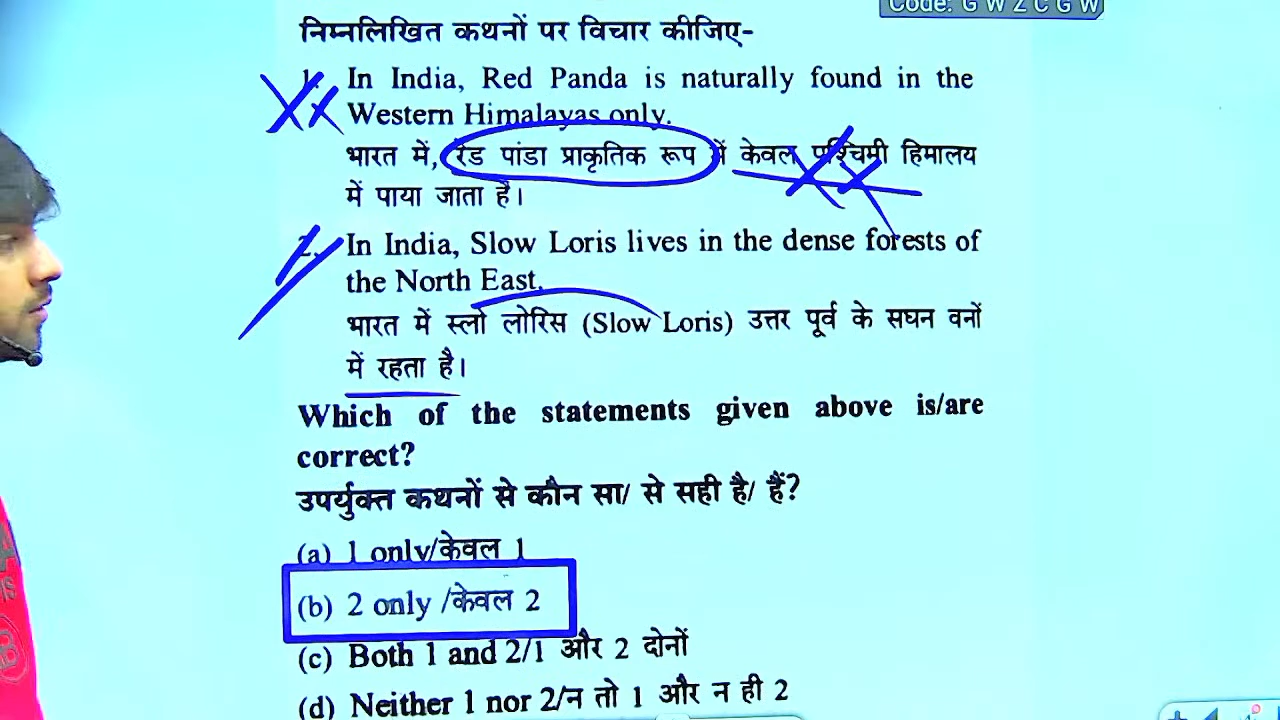 Code: G W Z C G W
निम्नलिखित कथनों पर विचार कीजिए-
1. In India, Red Panda is naturally found in the
Western Himalayas only.
भारत में, रेड पांडा प्राकृतिक रूप में केवल पश्चिमी हिमालय
में पाया जाता है।
2. In India, Slow Loris lives in the dense forests of
the North East.
भारत में स्लो लोरिस (Slow Loris) उत्तर पूर्व के सघन वनों
में रहता है।
Which of the statements given above is/are
correct?
उपर्युक्त कथनों से कौन सा/ से सही है/ हैं?
(a) 1 only/केवल 1
(b) 2 only /केवल 2
(c) Both 1 and 2/1 और 2 दोनों
(d) Neither 1 nor 2/न तो 1 और न ही 2